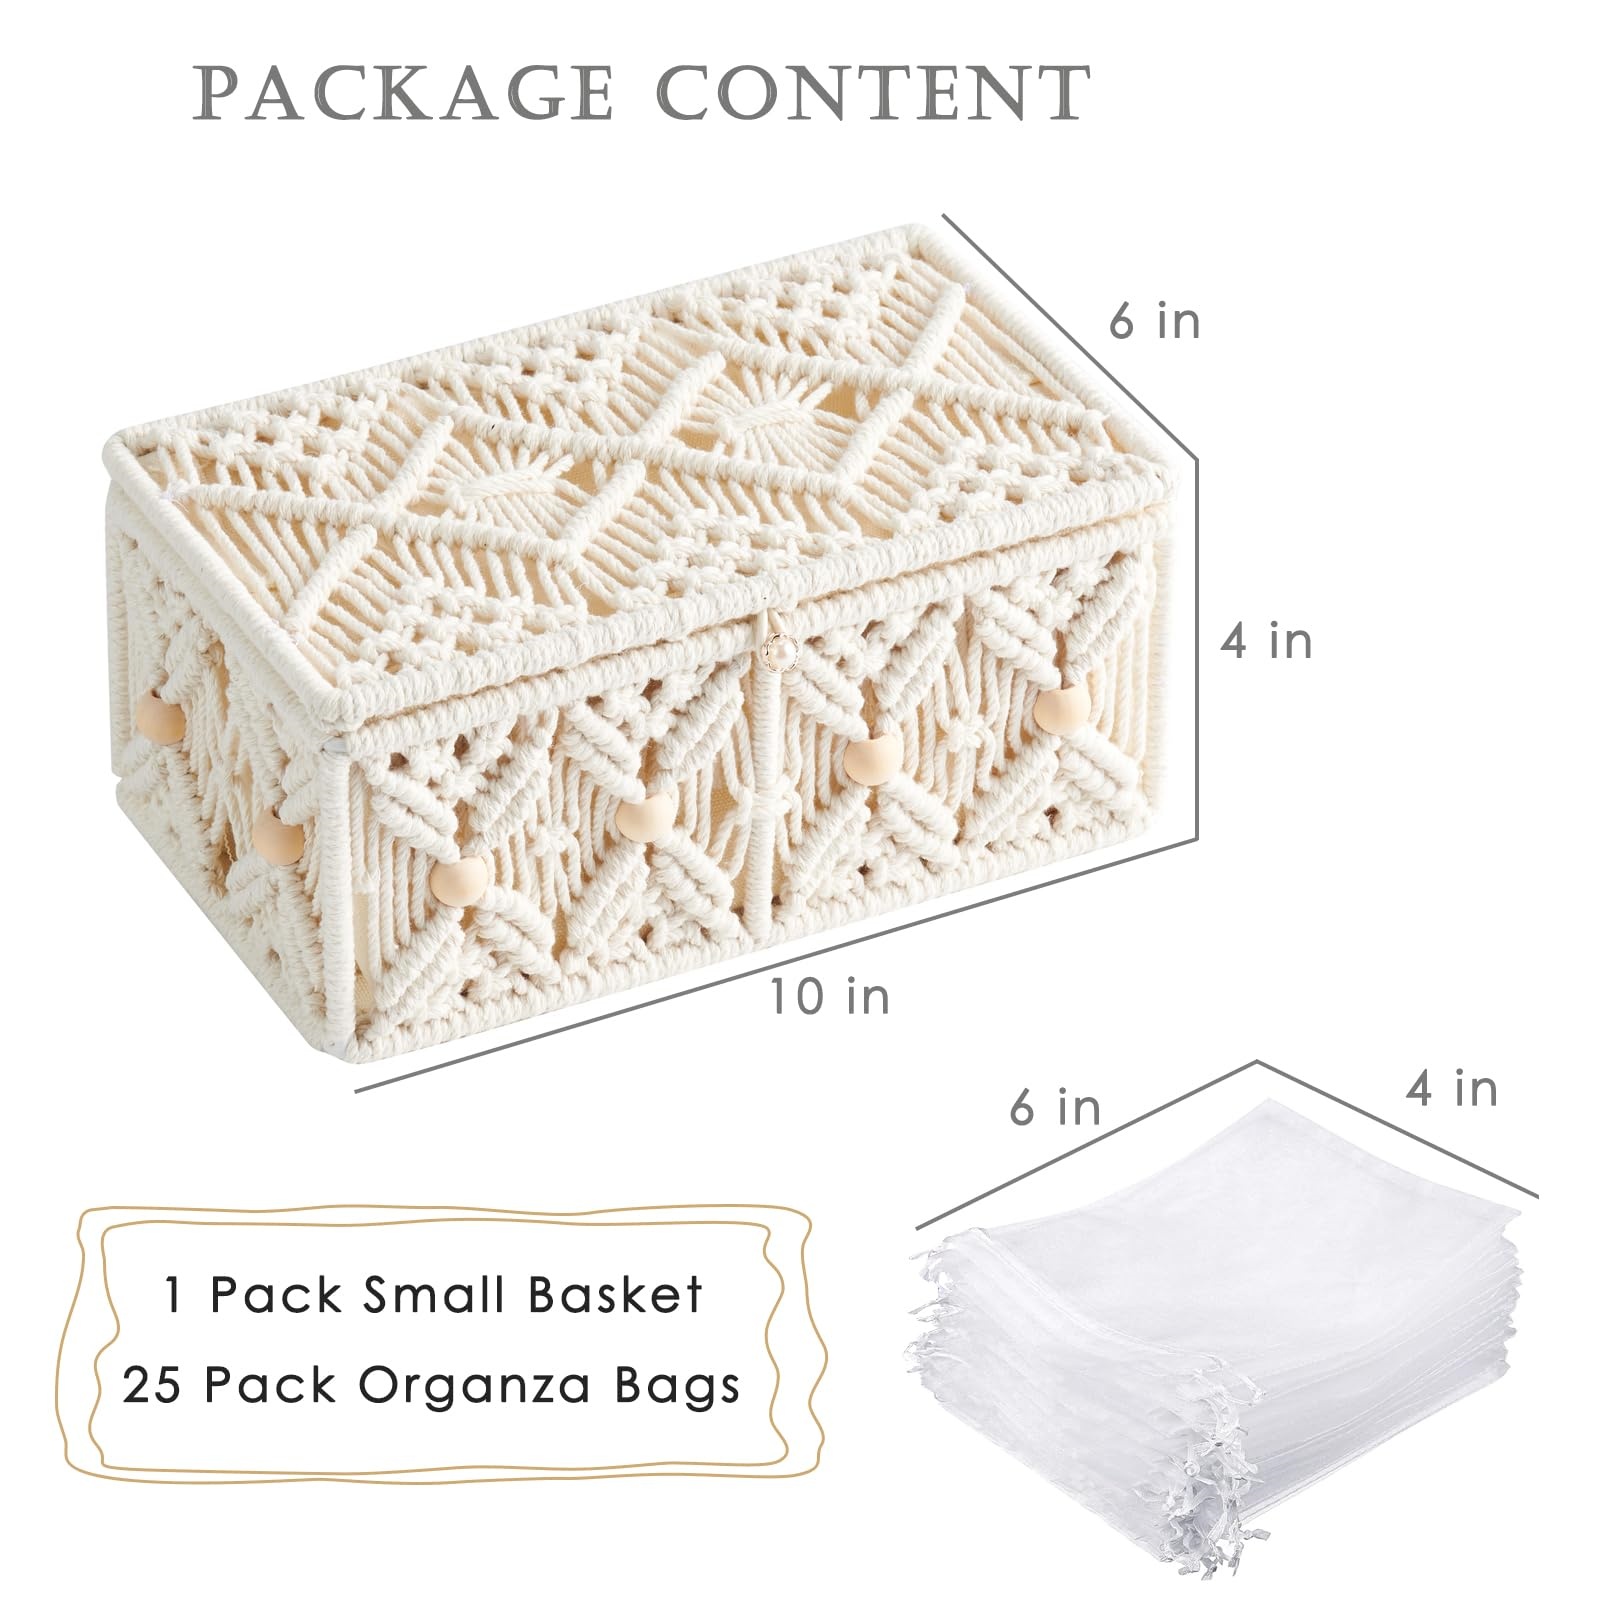 PACKAGE CONTENT
6 in
4 in
10 in
6 in
4 in
1 Pack Small Basket
25 Pack Organza Bags